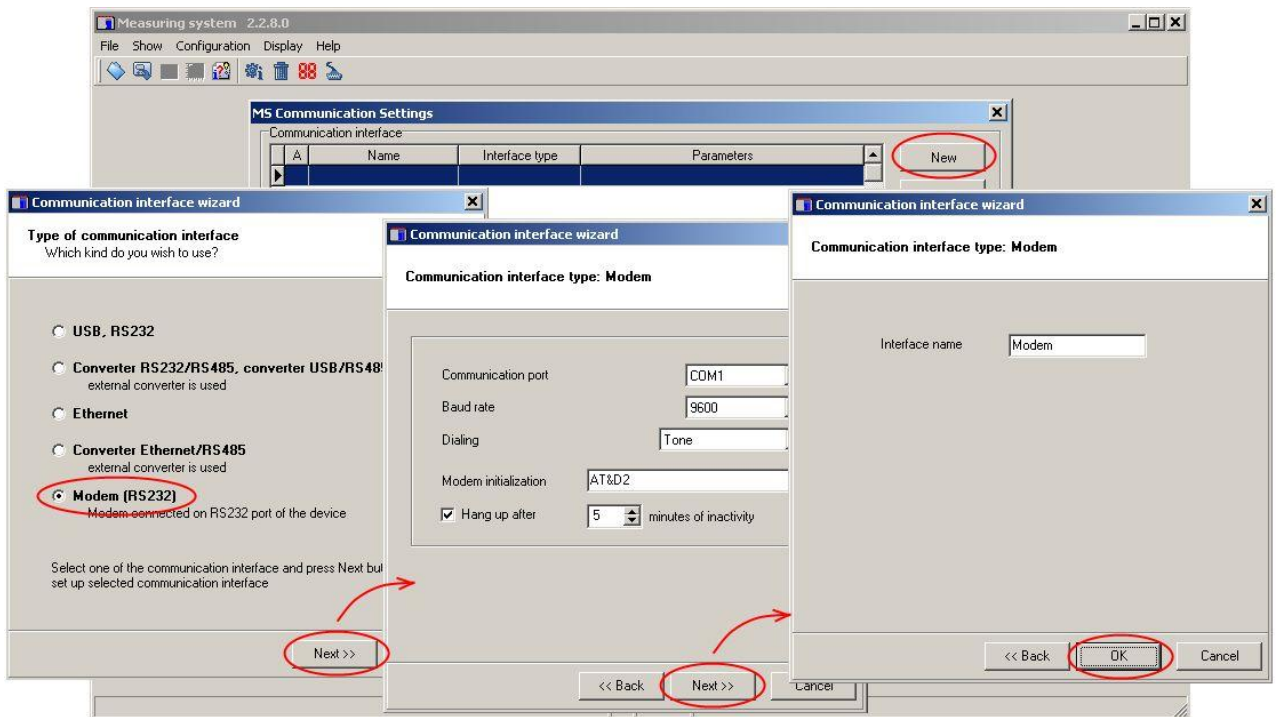 Measuring system 2.2.8.0
File Show Configuration Display Help
MS Communication Settings
Communication interface
A Name Interface type Parameters
New
Communication interface wizard
Type of communication interface
Which kind do you wish to use?
USB, RS232
Converter RS232/RS485, converter USB/RS485
external converter is used
Ethernet
Converter Ethernet/RS485
external converter is used
Modem (RS232)
Modem connected on RS232 port of the device
Select one of the communication interface and press Next but
set up selected communication interface
Next >>
Communication interface wizard
Communication interface type: Modem
Communication port COM1
Baud rate 9600
Dialing Tone
Modem initialization AT&D2
Hang up after 5 minutes of inactivity
<< Back Next >> Cancel
Communication interface wizard
Communication interface type: Modem
Interface name Modem
<< Back OK Cancel